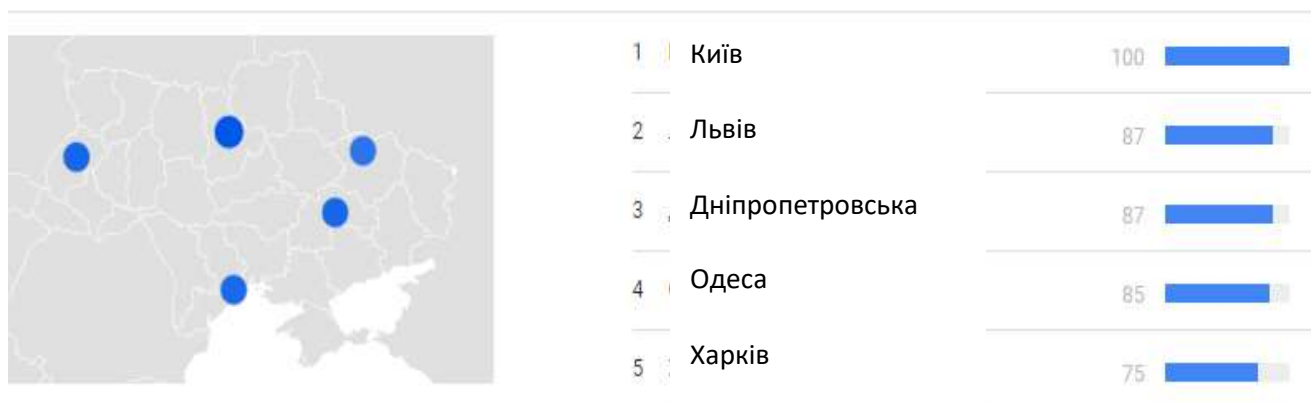 1 Київ 100
2 Львів 87
3 Дніпропетровська 87
4 Одеса 85
5 Харків 75